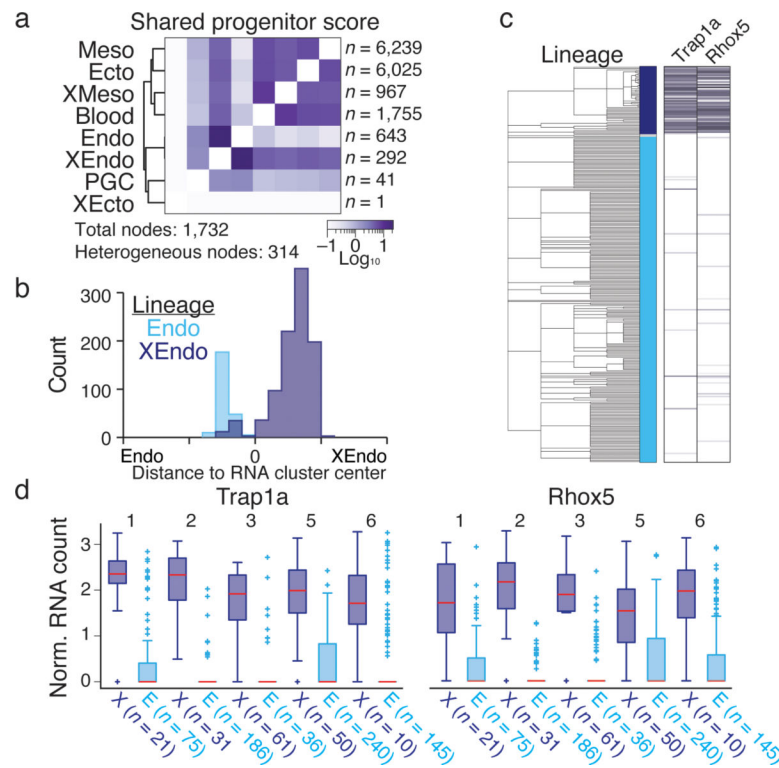 a
Shared progenitor score
Meso n = 6,239
Ecto n = 6,025
XMeso n = 967
Blood n = 1,755
Endo n = 643
XEndo n = 292
PGC n = 41
XEcto n = 1
Total nodes: 1,732
Heterogeneous nodes: 314
−1 0 1
Log10
b
Lineage
Endo
XEndo
Count
300
200
100
0
Endo 0 XEndo
Distance to RNA cluster center
c
Lineage
Trap1a
Rhox5
d
Trap1a Rhox5
1 2 3 5 6 1 2 3 5 6
Norm. RNA count
3
2
1
0
X (n = 21)
E (n = 75)
X (n = 31
E (n = 186)
X (n = 61)
E (n = 36)
X (n = 50)
E (n = 240)
X (n = 10)
E (n = 145)
X (n = 21)
E (n = 75)
X (n = 31
E (n = 186)
X (n = 61)
E (n = 36)
X (n = 50)
E (n = 240)
X (n = 10)
E (n = 145)